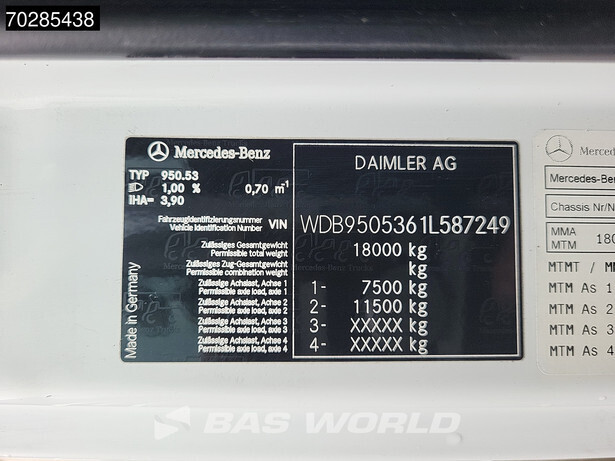 70285438
Mercedes-Benz
DAIMLER AG
TYP 950.53
1,00 % 0,70 m⁻¹
IHA= 3,90
Fahrzeugidentifizierungsnummer
Vehicle Identification Number
VIN
WDB9505361L587249
Zulässiges Gesamtgewicht
Permissible total weight
18000 kg
Zulässiges Zug-Gesamtgewicht
Permissible combination weight
kg
Zulässige Achslast, Achse 1
Permissible axle load, axle 1
1- 7500 kg
Zulässige Achslast, Achse 2
Permissible axle load, axle 2
2- 11500 kg
Zulässige Achslast, Achse 3
Permissible axle load, axle 3
3- XXXXX kg
Zulässige Achslast, Achse 4
Permissible axle load, axle 4
4- XXXXX kg
Made in Germany
Mercedes
Mercedes-Ben
Chassis Nr/N
MMA
MTM
180
MTMT /
MTM As 1
MTM As 2
MTM As 3
MTM As 4
BAS WORLD